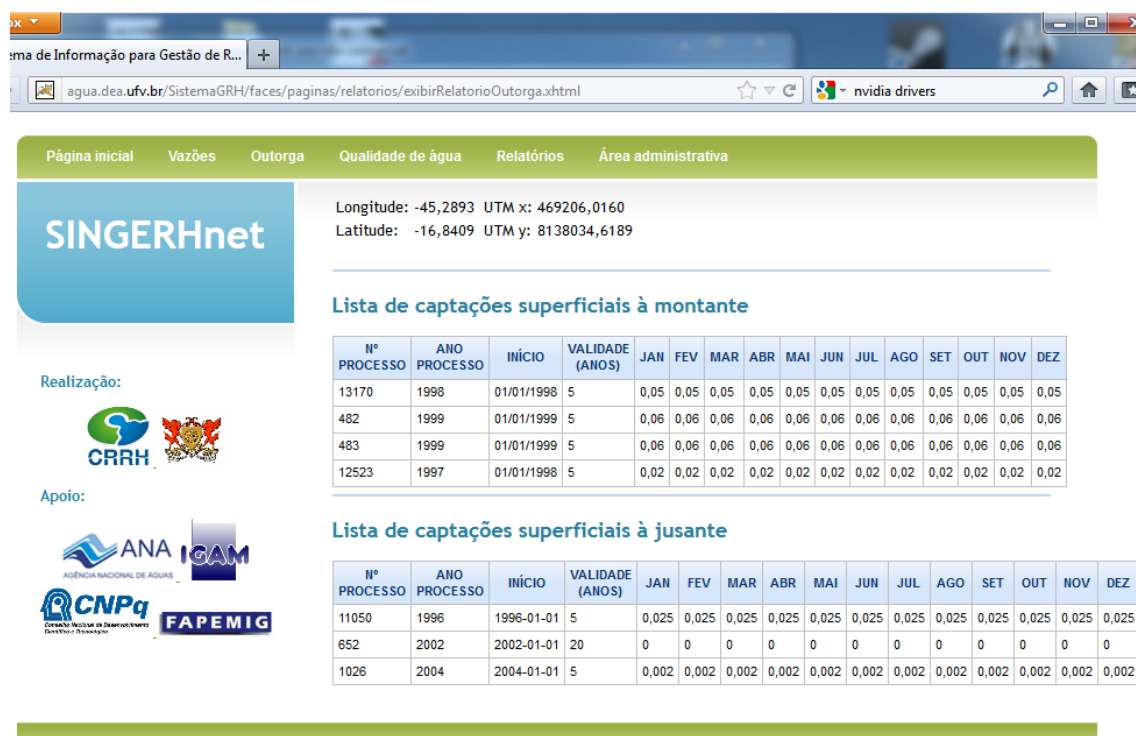 ox
ma de Informação para Gestão de R... +
agua.dea.ufv.br/SistemaGRH/faces/paginas/relatorios/exibirRelatorioOutorga.xhtml nvidia drivers
Página inicial Vazões Outorga Qualidade de água Relatórios Área administrativa
SINGERHnet
Longitude: -45,2893 UTM x: 469206,0160
Latitude: -16,8409 UTM y: 8138034,6189
Lista de captações superficiais à montante
Nº PROCESSO ANO PROCESSO INÍCIO VALIDADE (ANOS) JAN FEV MAR ABR MAI JUN JUL AGO SET OUT NOV DEZ
13170 1998 01/01/1998 5 0,05 0,05 0,05 0,05 0,05 0,05 0,05 0,05 0,05 0,05 0,05 0,05
482 1999 01/01/1999 5 0,06 0,06 0,06 0,06 0,06 0,06 0,06 0,06 0,06 0,06 0,06 0,06
483 1999 01/01/1999 5 0,06 0,06 0,06 0,06 0,06 0,06 0,06 0,06 0,06 0,06 0,06 0,06
12523 1997 01/01/1998 5 0,02 0,02 0,02 0,02 0,02 0,02 0,02 0,02 0,02 0,02 0,02 0,02
Lista de captações superficiais à jusante
Nº PROCESSO ANO PROCESSO INÍCIO VALIDADE (ANOS) JAN FEV MAR ABR MAI JUN JUL AGO SET OUT NOV DEZ
11050 1996 1996-01-01 5 0,025 0,025 0,025 0,025 0,025 0,025 0,025 0,025 0,025 0,025 0,025 0,025
652 2002 2002-01-01 20 0 0 0 0 0 0 0 0 0 0 0 0
1026 2004 2004-01-01 5 0,002 0,002 0,002 0,002 0,002 0,002 0,002 0,002 0,002 0,002 0,002 0,002
Realização:
CRRH
Apoio:
ANA
AGÊNCIA NACIONAL DE ÁGUAS
IGAM
CNPq
Conselho Nacional de Desenvolvimento
Científico e Tecnológico
FAPEMIG